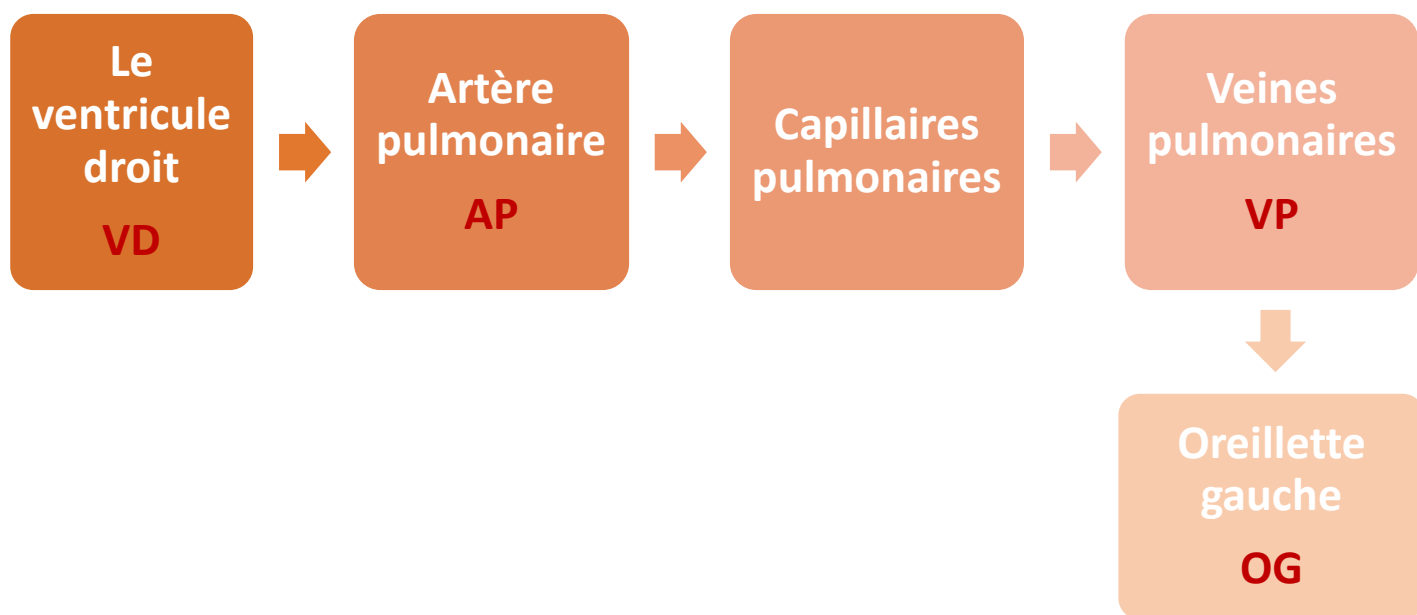 Le
ventricule
droit
VD
Artère
pulmonaire
AP
Capillaires
pulmonaires
Veines
pulmonaires
VP
Oreillette
gauche
OG